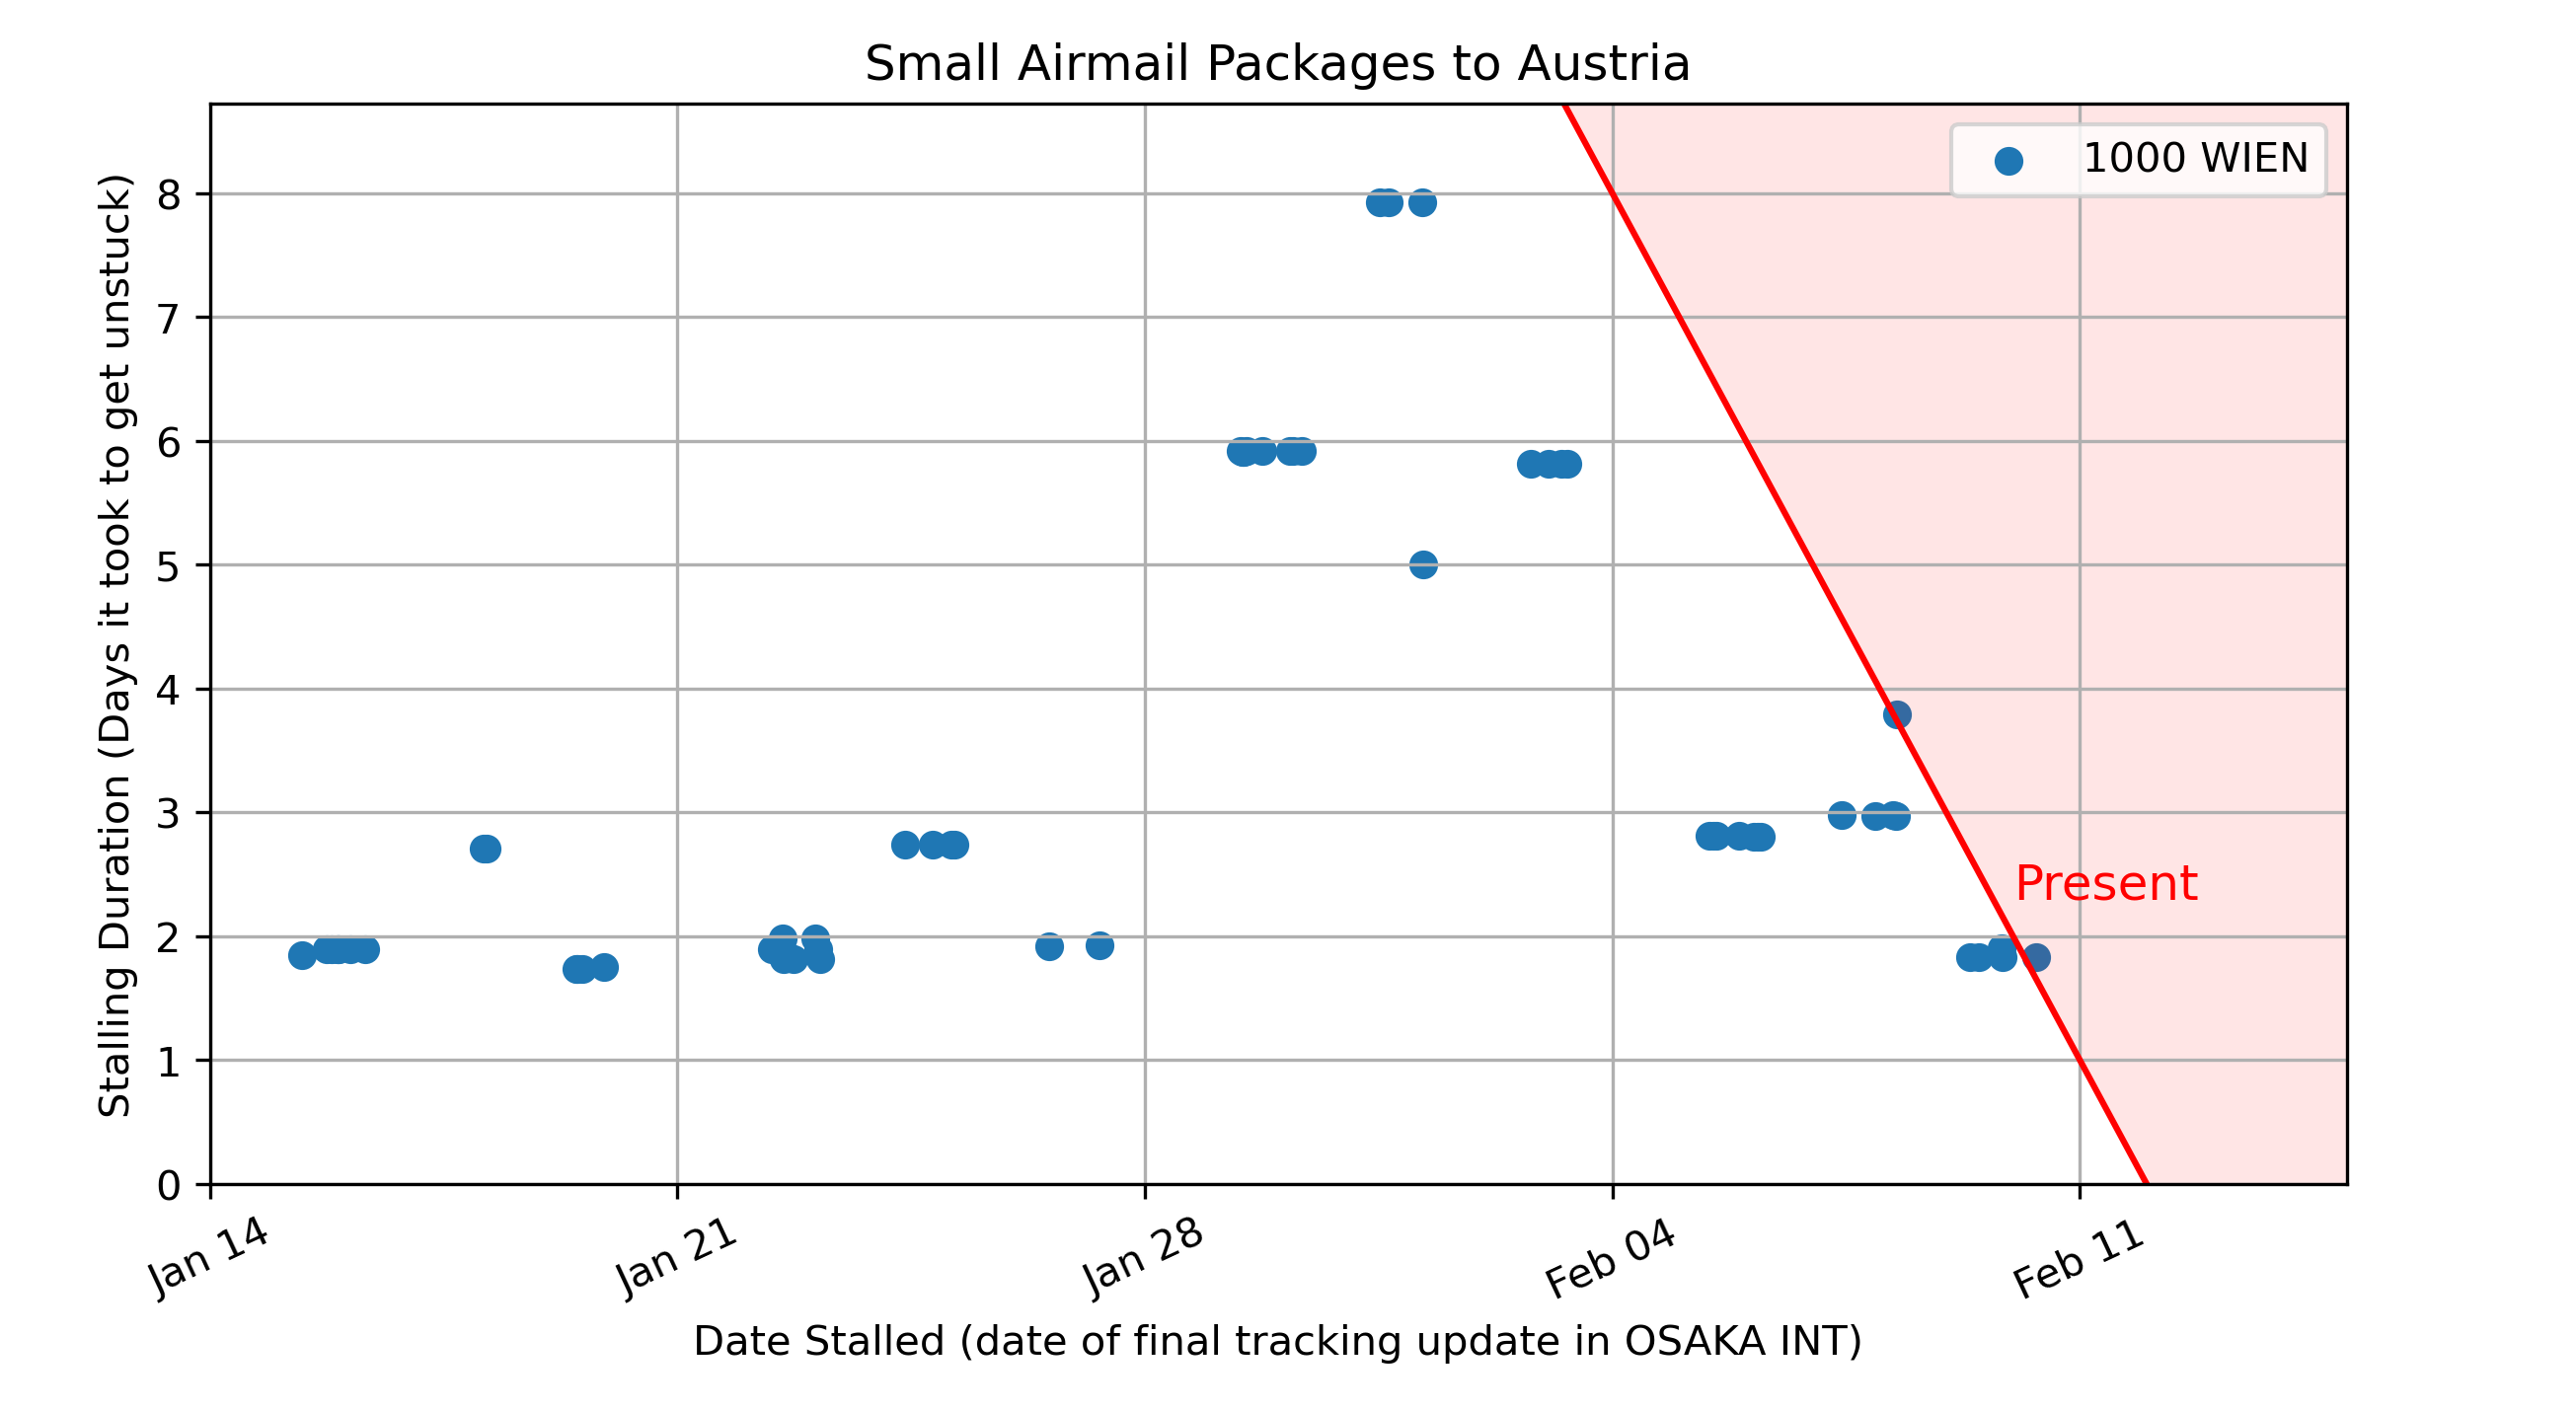 Small Airmail Packages to Austria
1000 WIEN
Stalling Duration (Days it took to get unstuck)
8
7
6
5
4
3
2
1
0
Present
Jan 14
Jan 21
Jan 28
Feb 04
Feb 11
Date Stalled (date of final tracking update in OSAKA INT)